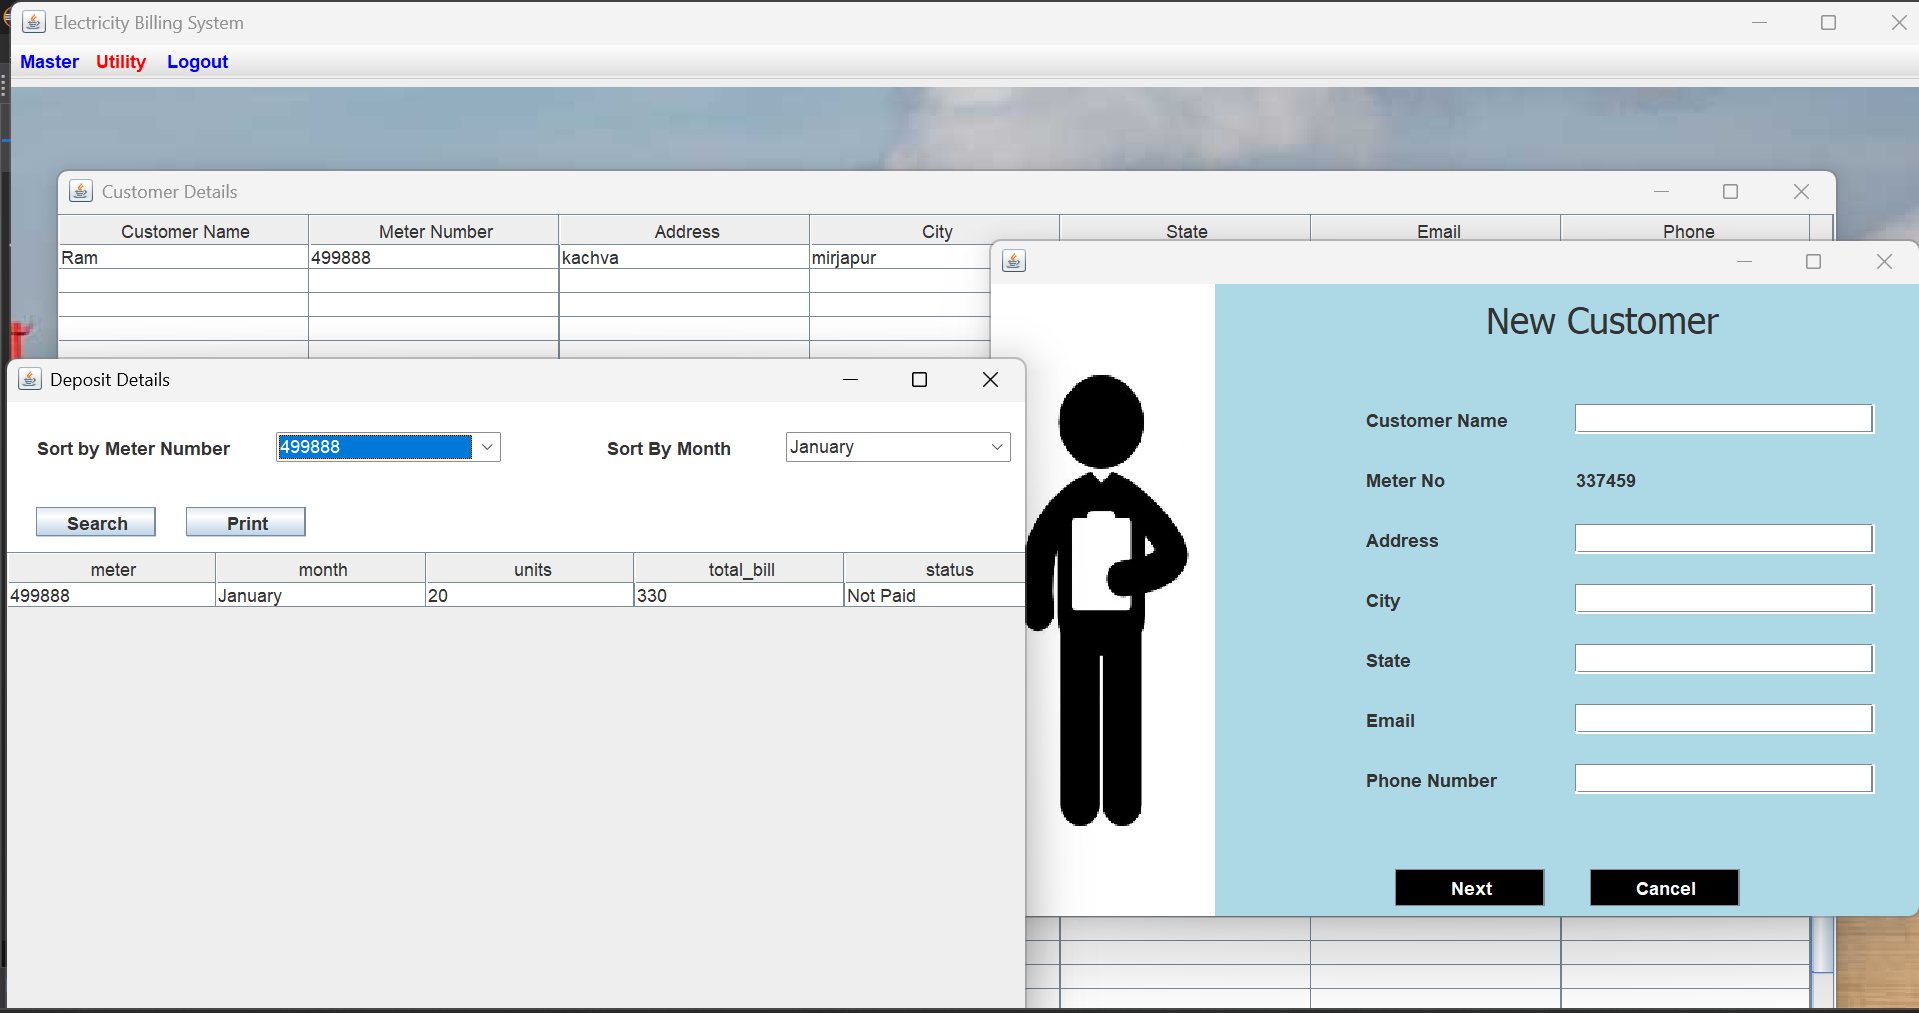 Electricity Billing System
Master Utility Logout
Customer Details
Customer Name Meter Number Address City State Email Phone
Ram 499888 kachva mirjapur
New Customer
Customer Name
Meter No 337459
Address
City
State
Email
Phone Number
Next Cancel
Deposit Details
Sort by Meter Number 499888 Sort By Month January
Search Print
meter month units total_bill status
499888 January 20 330 Not Paid